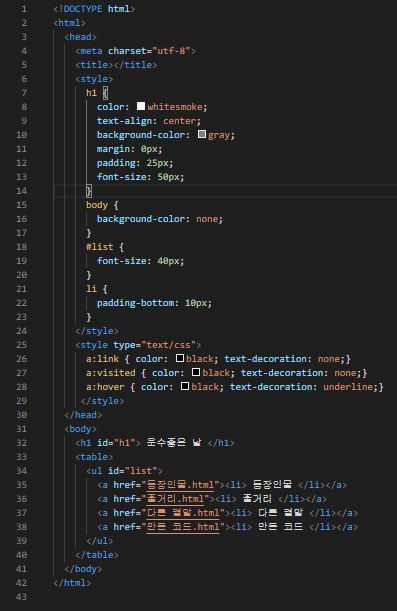 1 <!DOCTYPE html>
2 <html>
3 <head>
4 <meta charset="utf-8">
5 <title></title>
6 <style>
7 h1 {
8 color: whitesmoke;
9 text-align: center;
10 background-color: gray;
11 margin: 0px;
12 padding: 25px;
13 font-size: 50px;
14 }
15 body {
16 background-color: none;
17 }
18 #list {
19 font-size: 40px;
20 }
21 li {
22 padding-bottom: 10px;
23 }
24 </style>
25 <style type="text/css">
26 a:link { color: black; text-decoration: none;}
27 a:visited { color: black; text-decoration: none;}
28 a:hover { color: black; text-decoration: underline;}
29 </style>
30 </head>
31 <body>
32 <h1 id="h1"> 운수좋은 날 </h1>
33 <table>
34 <ul id="list">
35 <a href="등장인물.html"><li> 등장인물 </li></a>
36 <a href="줄거리.html"><li> 줄거리 </li></a>
37 <a href="다른 결말.html"><li> 다른 결말 </li></a>
38 <a href="만든 코드.html"><li> 만든 코드 </li></a>
39 </ul>
40 </table>
41 </body>
42 </html>
43